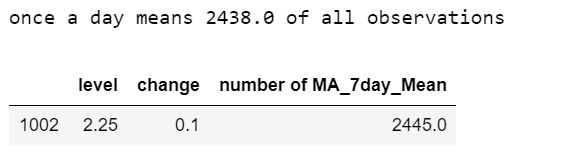 once a day means 2438.0 of all observations
level change number of MA_7day_Mean
1002 2.25 0.1 2445.0